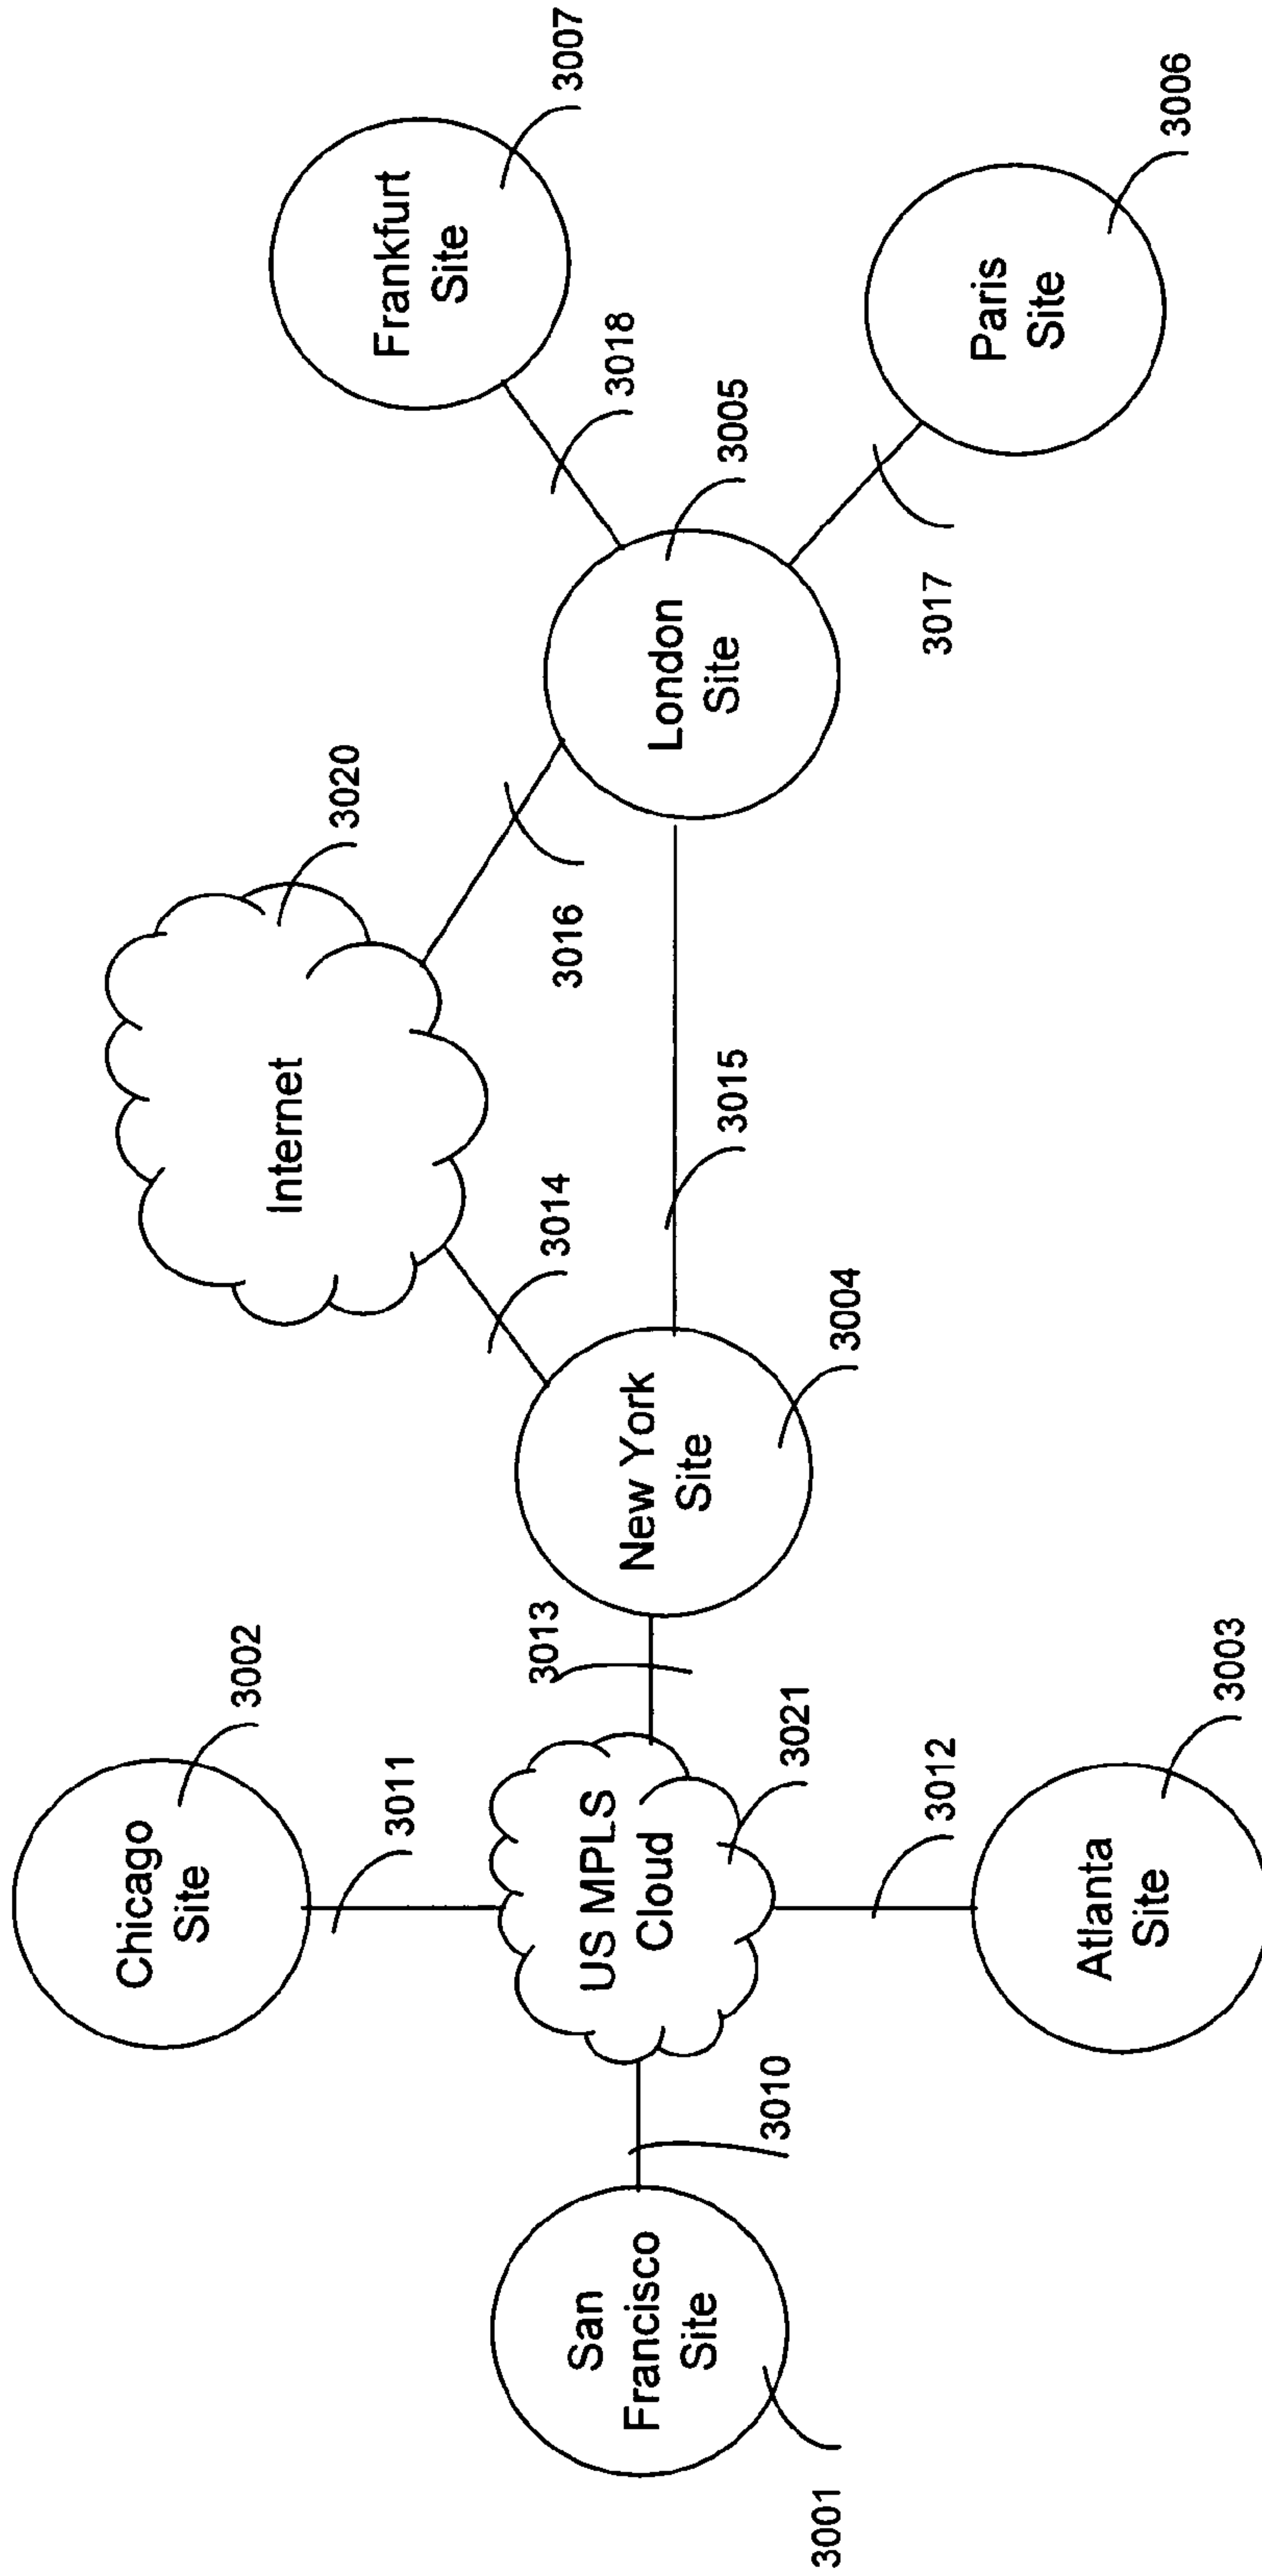 Chicago
Site
3002
3011
San
Francisco
Site
3001
3010
US MPLS
Cloud
3021
3013
3012
Atlanta
Site
3003
New York
Site
3004
3014
Internet
3020
3015
3016
London
Site
3005
3018
Frankfurt
Site
3007
3017
Paris
Site
3006